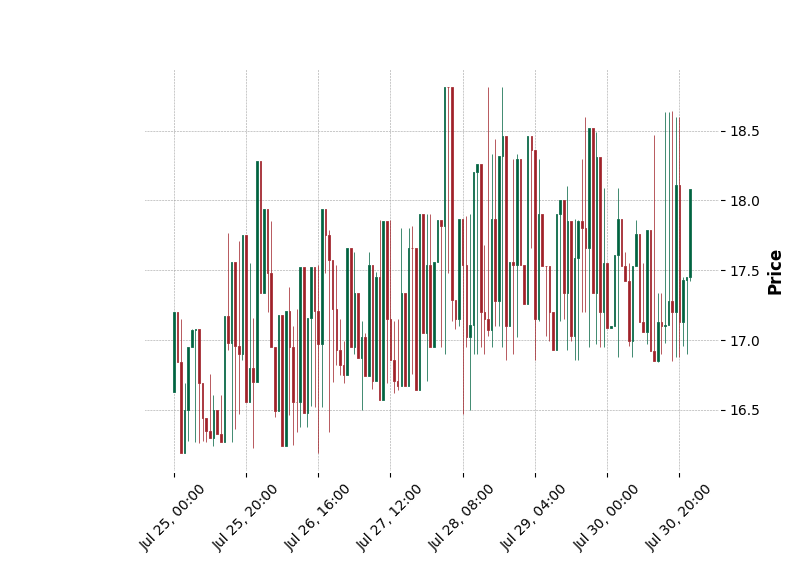 18.5
18.0
17.5
17.0
16.5
Price
Jul 25, 00:00
Jul 25, 20:00
Jul 26, 16:00
Jul 27, 12:00
Jul 28, 08:00
Jul 29, 04:00
Jul 30, 00:00
Jul 30, 20:00